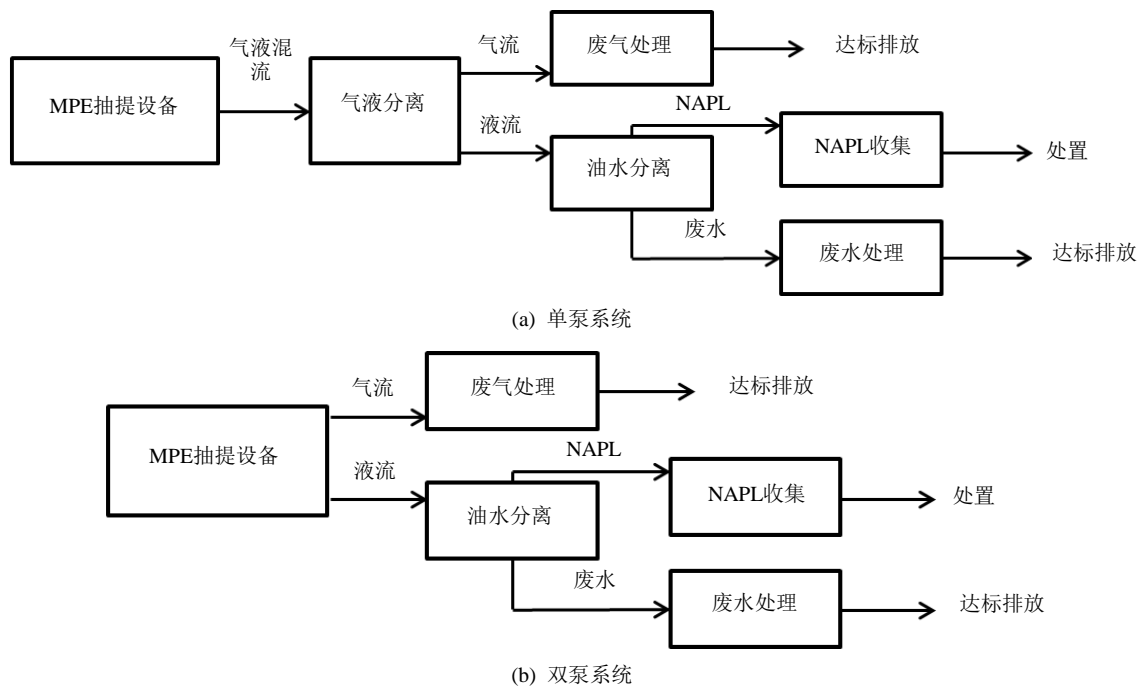 气液混
流
气流
废气处理
达标排放
MPE抽提设备
气液分离
液流
NAPL
油水分离
NAPL收集
处置
废水
废水处理
达标排放
(a) 单泵系统
气流
废气处理
达标排放
MPE抽提设备
液流
NAPL
油水分离
NAPL收集
处置
废水
废水处理
达标排放
(b) 双泵系统